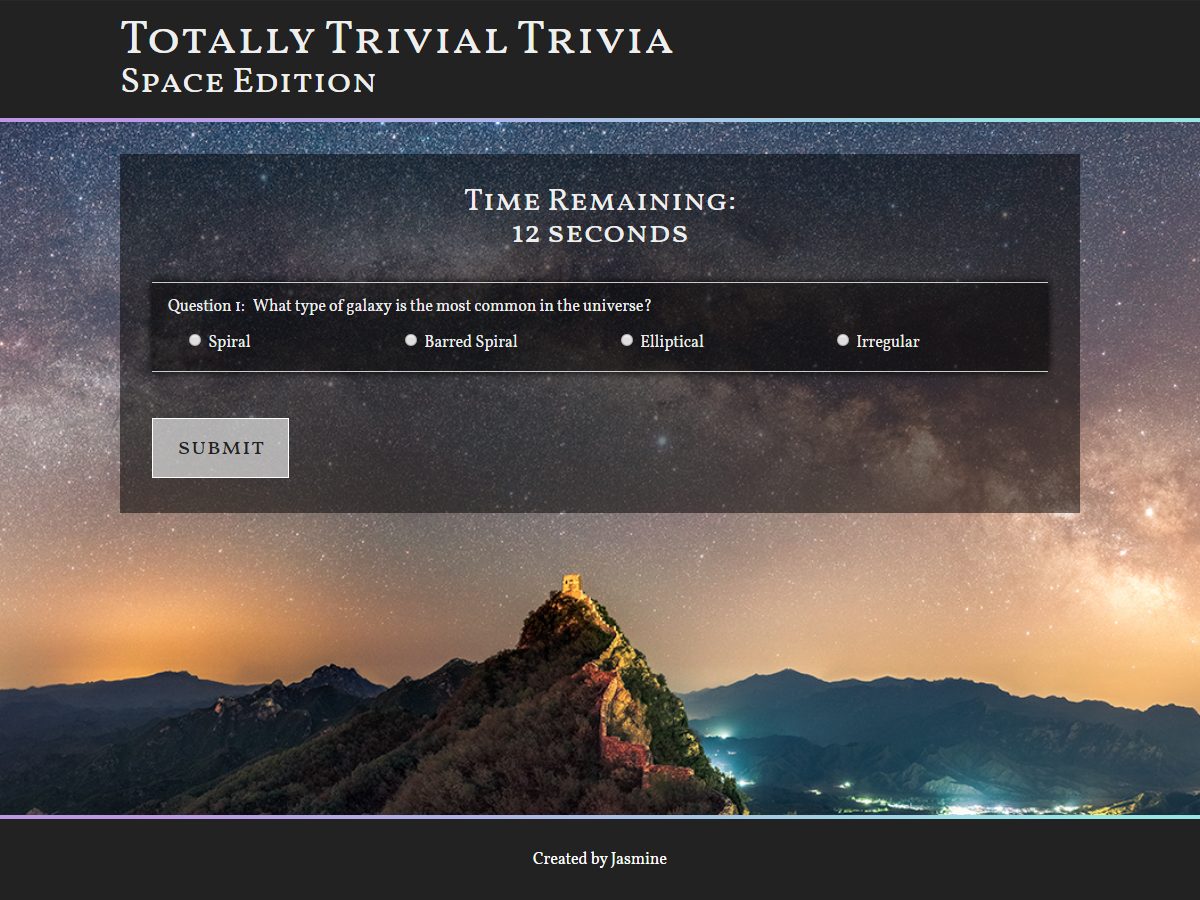 Totally Trivial Trivia
Space Edition
Time Remaining:
12 seconds
Question 1: What type of galaxy is the most common in the universe?
Spiral Barred Spiral Elliptical Irregular
Submit
Created by Jasmine